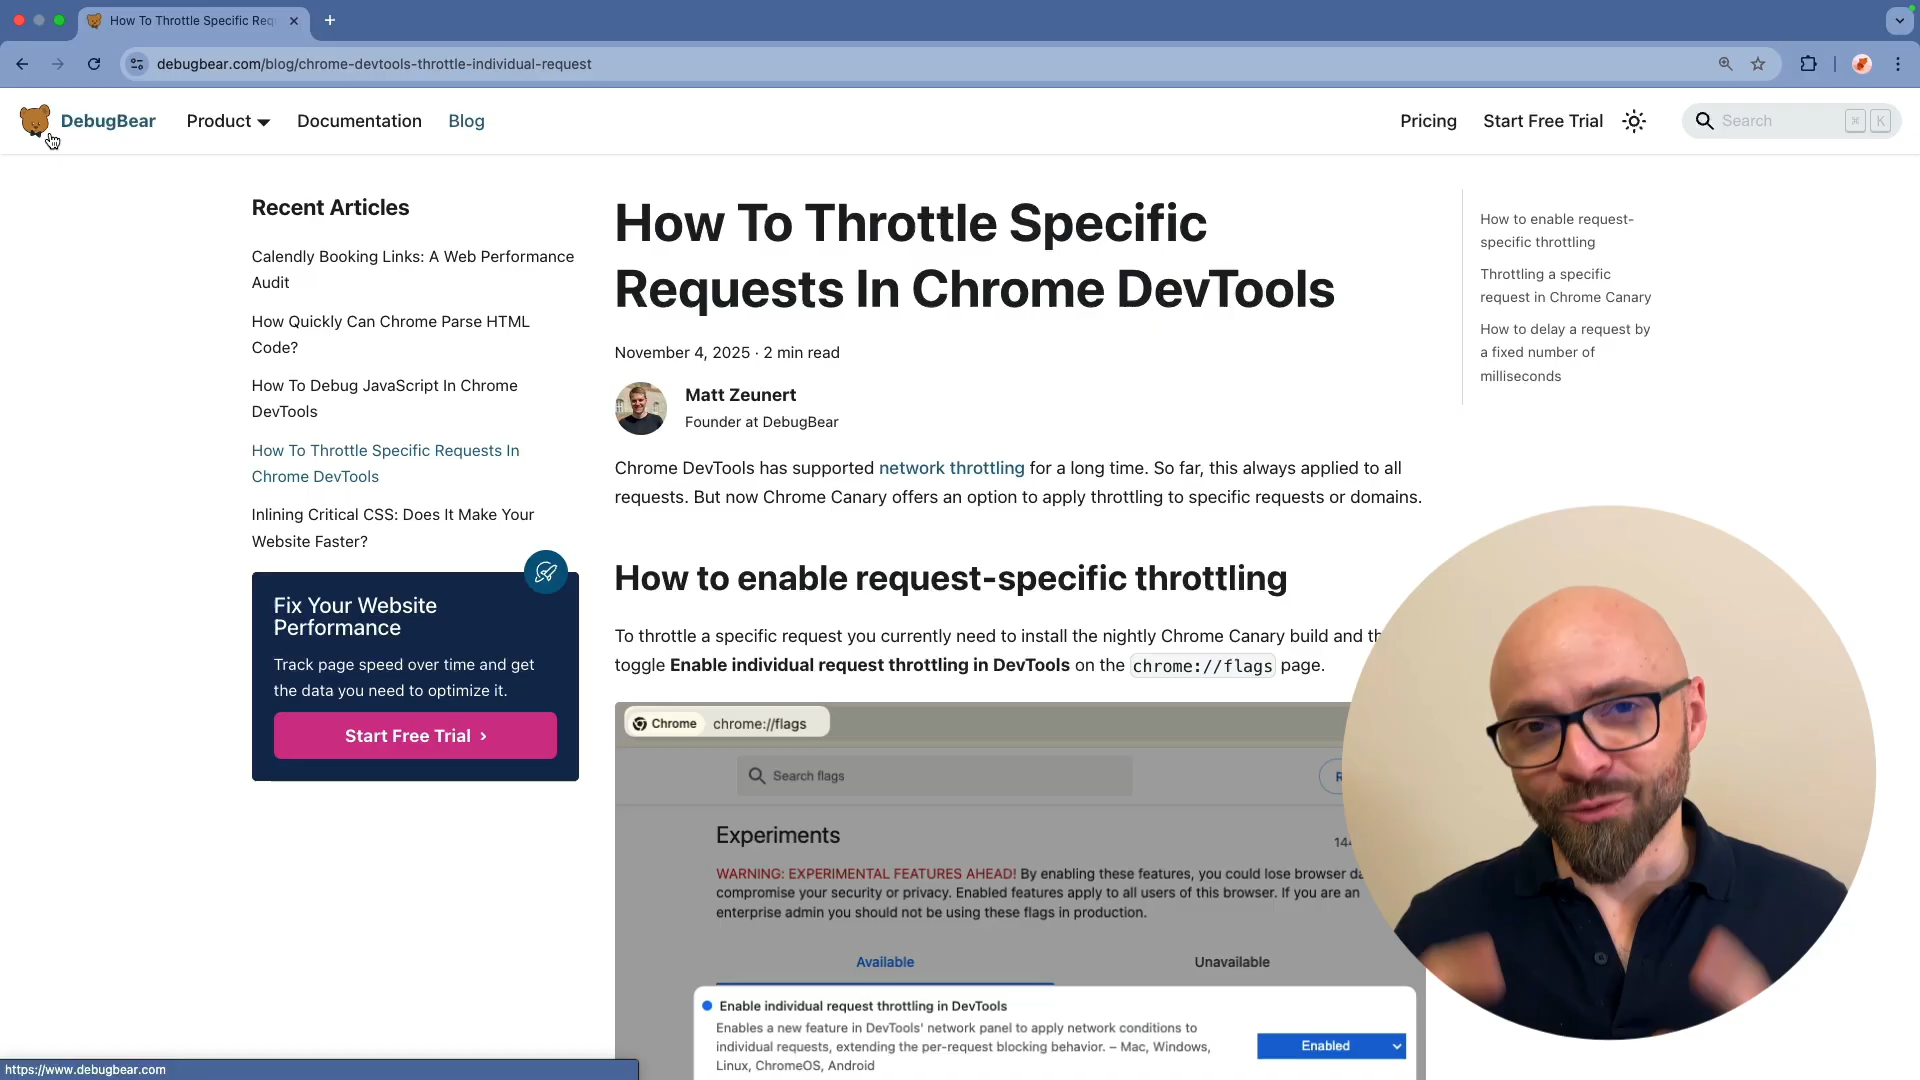 How To Throttle Specific Req
debugbear.com/blog/chrome-devtools-throttle-individual-request
DebugBear
Product
Documentation
Blog
Pricing
Start Free Trial
Search
⌘ K
Recent Articles
Calendly Booking Links: A Web Performance
Audit
How Quickly Can Chrome Parse HTML
Code?
How To Debug JavaScript In Chrome
DevTools
How To Throttle Specific Requests In
Chrome DevTools
Inlining Critical CSS: Does It Make Your
Website Faster?
Fix Your Website
Performance
Track page speed over time and get
the data you need to optimize it.
Start Free Trial ›
How To Throttle Specific
Requests In Chrome DevTools
November 4, 2025 · 2 min read
Matt Zeunert
Founder at DebugBear
Chrome DevTools has supported network throttling for a long time. So far, this always applied to all
requests. But now Chrome Canary offers an option to apply throttling to specific requests or domains.
How to enable request-specific throttling
To throttle a specific request you currently need to install the nightly Chrome Canary build and
toggle Enable individual request throttling in DevTools on the chrome://flags page.
Chrome chrome://flags
Search flags
Experiments
WARNING: EXPERIMENTAL FEATURES AHEAD! By enabling these features, you could lose browser
compromise your security or privacy. Enabled features apply to all users of this browser. If you are an
enterprise admin you should not be using these flags in production.
Available
Unavailable
Enable individual request throttling in DevTools
Enables a new feature in DevTools' network panel to apply network conditions to
individual requests, extending the per-request blocking behavior. – Mac, Windows,
Linux, ChromeOS, Android
Enabled
How to enable request-
specific throttling
Throttling a specific
request in Chrome Canary
How to delay a request by
a fixed number of
milliseconds
https://www.debugbear.com